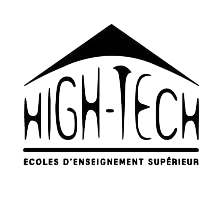 HIGH-TECH
ECOLES D'ENSEIGNEMENT SUPÉRIEUR